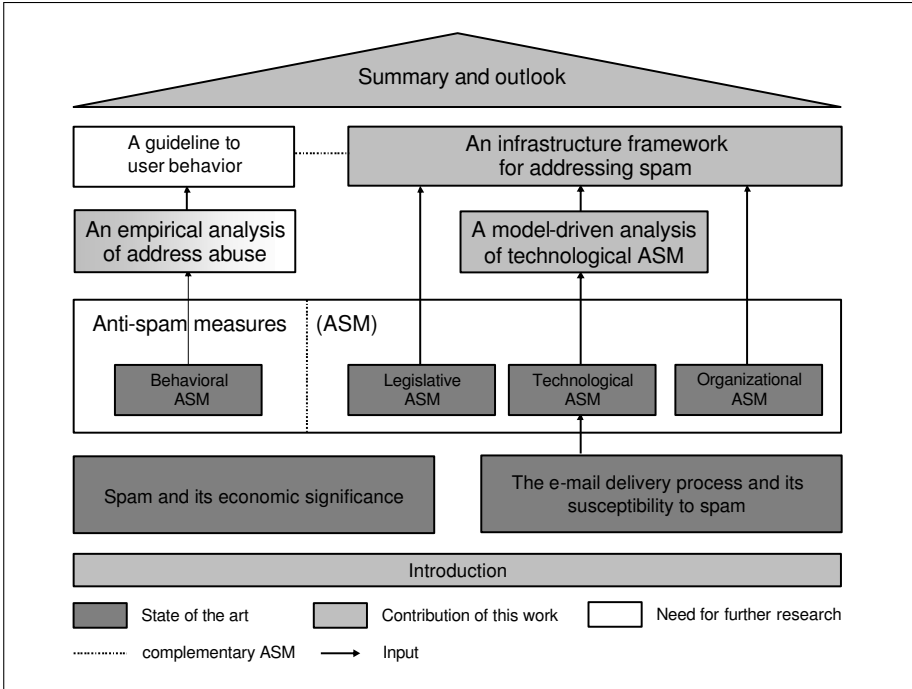 Summary and outlook
A guideline to
user behavior
An infrastructure framework
for addressing spam
An empirical analysis
of address abuse
A model-driven analysis
of technological ASM
Anti-spam measures (ASM)
Behavioral
ASM
Legislative
ASM
Technological
ASM
Organizational
ASM
Spam and its economic significance
The e-mail delivery process and its
susceptibility to spam
Introduction
State of the art
Contribution of this work
Need for further research
complementary ASM
Input